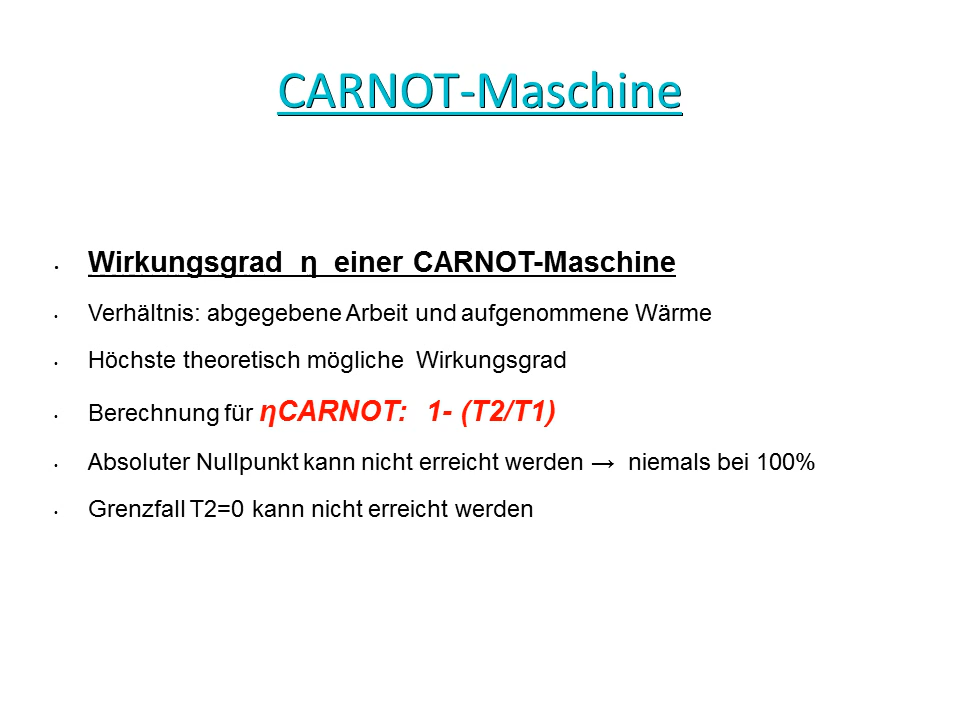 CARNOT-Maschine
• Wirkungsgrad η einer CARNOT-Maschine
• Verhältnis: abgegebene Arbeit und aufgenommene Wärme
• Höchste theoretisch mögliche Wirkungsgrad
• Berechnung für ηCARNOT: 1- (T2/T1)
• Absoluter Nullpunkt kann nicht erreicht werden → niemals bei 100%
• Grenzfall T2=0 kann nicht erreicht werden